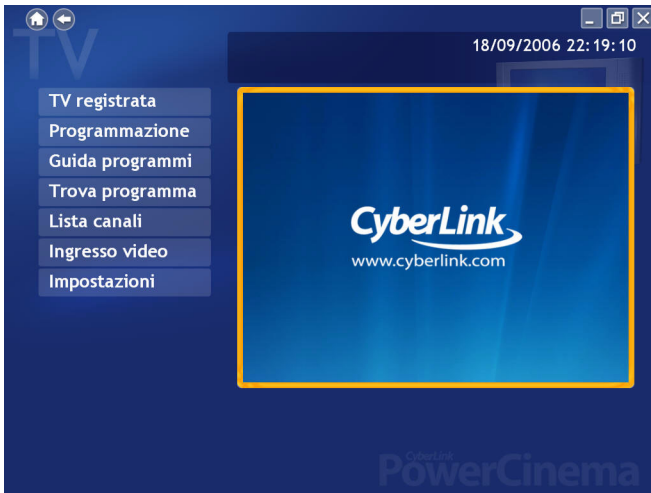 TV
18/09/2006 22:19:10
TV registrata
Programmazione
Guida programmi
Trova programma
Lista canali
Ingresso video
Impostazioni
CyberLink
www.cyberlink.com
CyberLink
PowerCinema